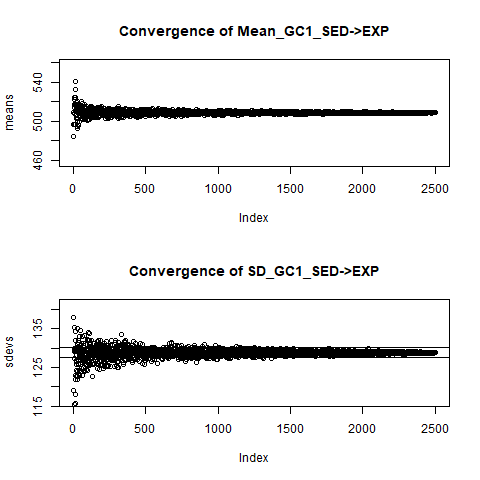 Convergence of Mean_GC1_SED->EXP
540
500
460
means
0 500 1000 1500 2000 2500
Index
Convergence of SD_GC1_SED->EXP
135
125
115
sdevs
0 500 1000 1500 2000 2500
Index